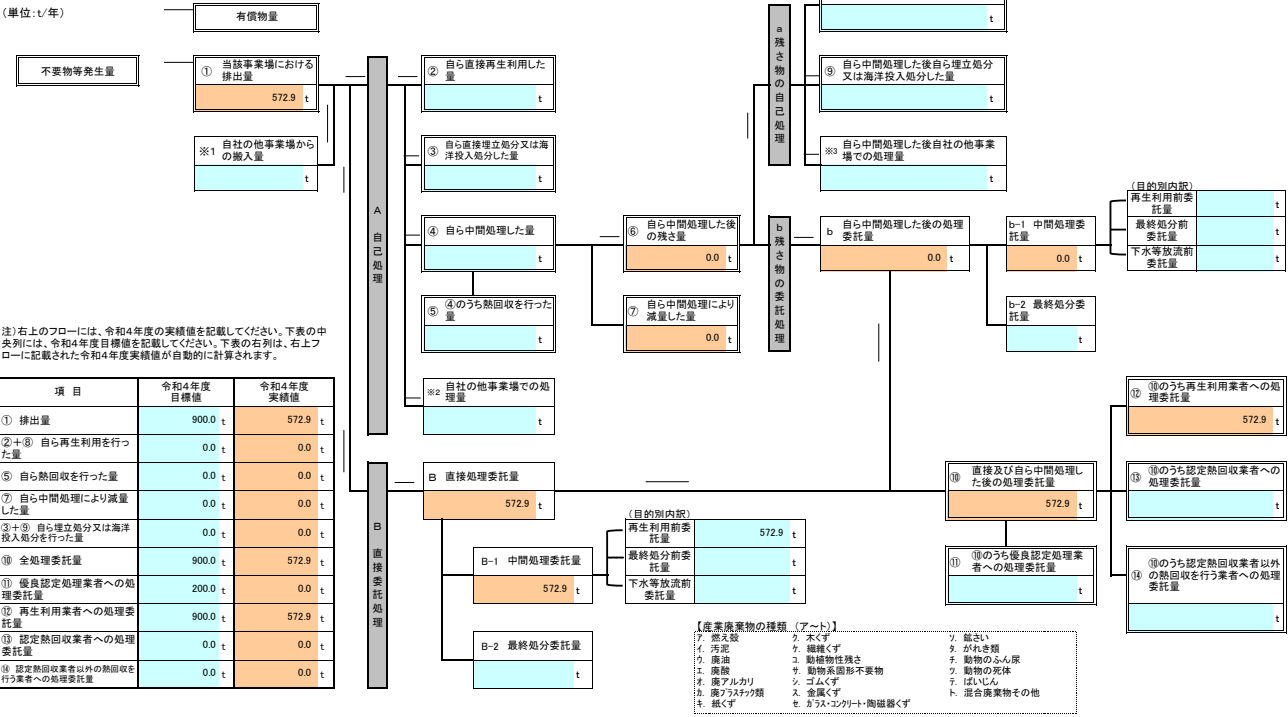 (単位:t/年)
有償物量
不要物等発生量
① 当該事業場における
排出量
572.9 t
※1 自社の他事業場から
の搬入量
t
A
自己処理
② 自ら直接再生利用した
量
t
③ 自ら直接埋立処分又は海
洋投入処分した量
t
④ 自ら中間処理した量
t
⑤ ④のうち熱回収を行った
量
t
※2 自社の他事業場での処
理量
t
⑥ 自ら中間処理した後
の残さ量
0.0 t
⑦ 自ら中間処理により
減量した量
0.0 t
a
残さ物の自己処理
t
⑨ 自ら中間処理した後自ら埋立処分
又は海洋投入処分した量
t
※3 自ら中間処理した後自社の他事業
場での処理量
t
b
残さ物の委託処理
b 自ら中間処理した後の処理
委託量
0.0 t
b-1 中間処理委
託量
0.0 t
(目的別内訳)
再生利用前委
託量
t
最終処分前
委託量
t
下水等放流前
委託量
t
b-2 最終処分委
託量
t
注)右上のフローには、令和4年度の実績値を記載してください。下表の中
央列には、令和4年度目標値を記載してください。下表の右列は、右上フ
ローに記載された令和4年度実績値が自動的に計算されます。
項 目 令和4年度 目標値 令和4年度 実績値
① 排出量 900.0 t 572.9 t
②+⑧ 自ら再生利用を行っ
た量 0.0 t 0.0 t
⑤ 自ら熱回収を行った量 0.0 t 0.0 t
⑦ 自ら中間処理により減量
した量 0.0 t 0.0 t
③+⑨ 自ら埋立処分又は海洋
投入処分を行った量 0.0 t 0.0 t
⑩ 全処理委託量 900.0 t 572.9 t
⑪ 優良認定処理業者への処
理委託量 200.0 t 0.0 t
⑫ 再生利用業者への処理委
託量 900.0 t 572.9 t
⑬ 認定熱回収業者への処理
委託量 0.0 t 0.0 t
⑭ 認定熱回収業者以外の熱回収を
行う業者への処理委託量 0.0 t 0.0 t
B
直接委託処理
B 直接処理委託量
572.9 t
B-1 中間処理委託量
572.9 t
(目的別内訳)
再生利用前委
託量
572.9 t
最終処分前委
託量
t
下水等放流前
委託量
t
B-2 最終処分委託量
t
⑩ 直接及び自ら中間処理し
た後の処理委託量
572.9 t
⑪ ⑩のうち優良認定処理業
者への処理委託量
t
⑫ ⑩のうち再生利用業者への処
理委託量
572.9 t
⑬ ⑩のうち認定熱回収業者への
処理委託量
t
⑭ ⑩のうち認定熱回収業者以外
の熱回収を行う業者への処理
委託量
t
【産業廃棄物の種類 (ア～ト)】
ア. 燃え殻 ク. 木くず ソ. 鉱さい
イ. 汚泥 ケ. 繊維くず タ. がれき類
ウ. 廃油 コ. 動植物性残さ チ. 動物のふん尿
エ. 廃酸 サ. 動物系固形不要物 ツ. 動物の死体
オ. 廃アルカリ シ. ゴムくず テ. ばいじん
カ. 廃プラスチック類 ス. 金属くず ト. 混合廃棄物その他
キ. 紙くず セ. ガラス・コンクリート・陶磁器くず